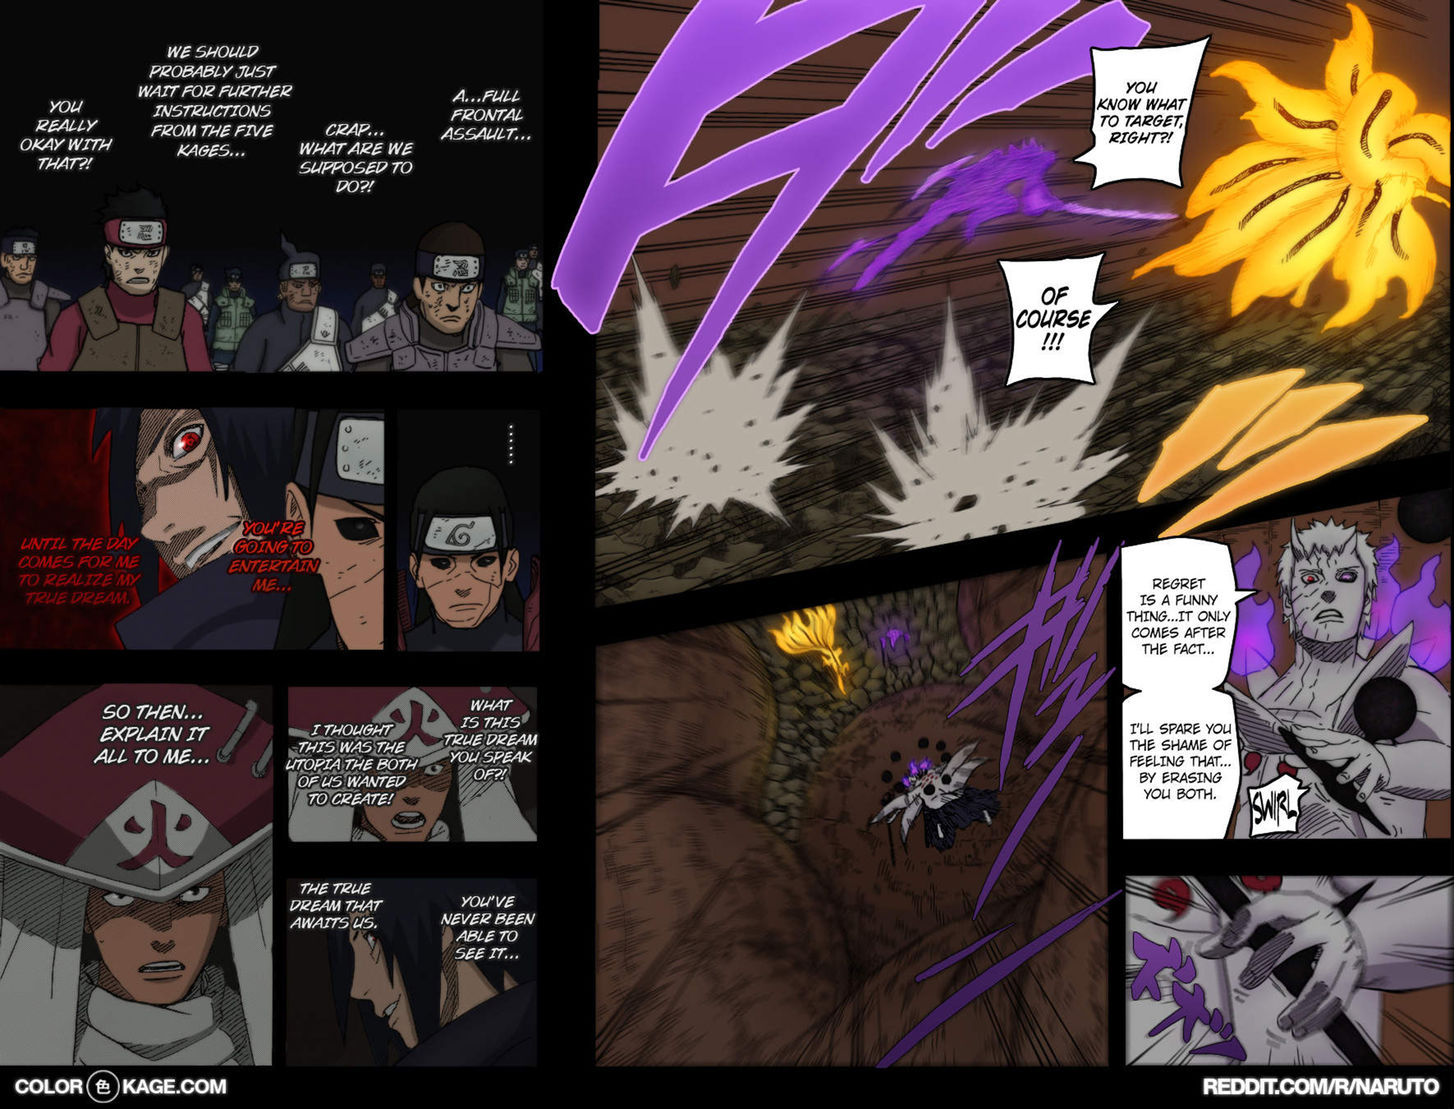 YOU
KNOW WHAT
TO TARGET,
RIGHT?!
OF
COURSE
!!!
REGRET
IS A FUNNY
THING...IT ONLY
COMES AFTER
THE FACT...
I'LL SPARE YOU
THE SHAME OF
FEELING THAT...
BY ERASING
YOU BOTH.
SWIRL
A...FULL
FRONTAL
ASSAULT...
CRAP...
WHAT ARE WE
SUPPOSED TO
DO?!
WE SHOULD
PROBABLY JUST
WAIT FOR FURTHER
INSTRUCTIONS
FROM THE FIVE
KAGES...
YOU
REALLY
OKAY WITH
THAT?!
......
YOU'RE
GOING TO
ENTERTAIN
ME...
UNTIL THE DAY
COMES FOR ME
TO REALIZE MY
TRUE DREAM.
WHAT
IS THIS
TRUE DREAM
YOU SPEAK
OF?!
I THOUGHT
THIS WAS THE
UTOPIA THE BOTH
OF US WANTED
TO CREATE!
YOU'VE
NEVER BEEN
ABLE TO
SEE IT...
THE TRUE
DREAM THAT
AWAITS US.
SO THEN...
EXPLAIN IT
ALL TO ME...
火
COLOR 色 KAGE.COM
REDDIT.COM/R/NARUTO